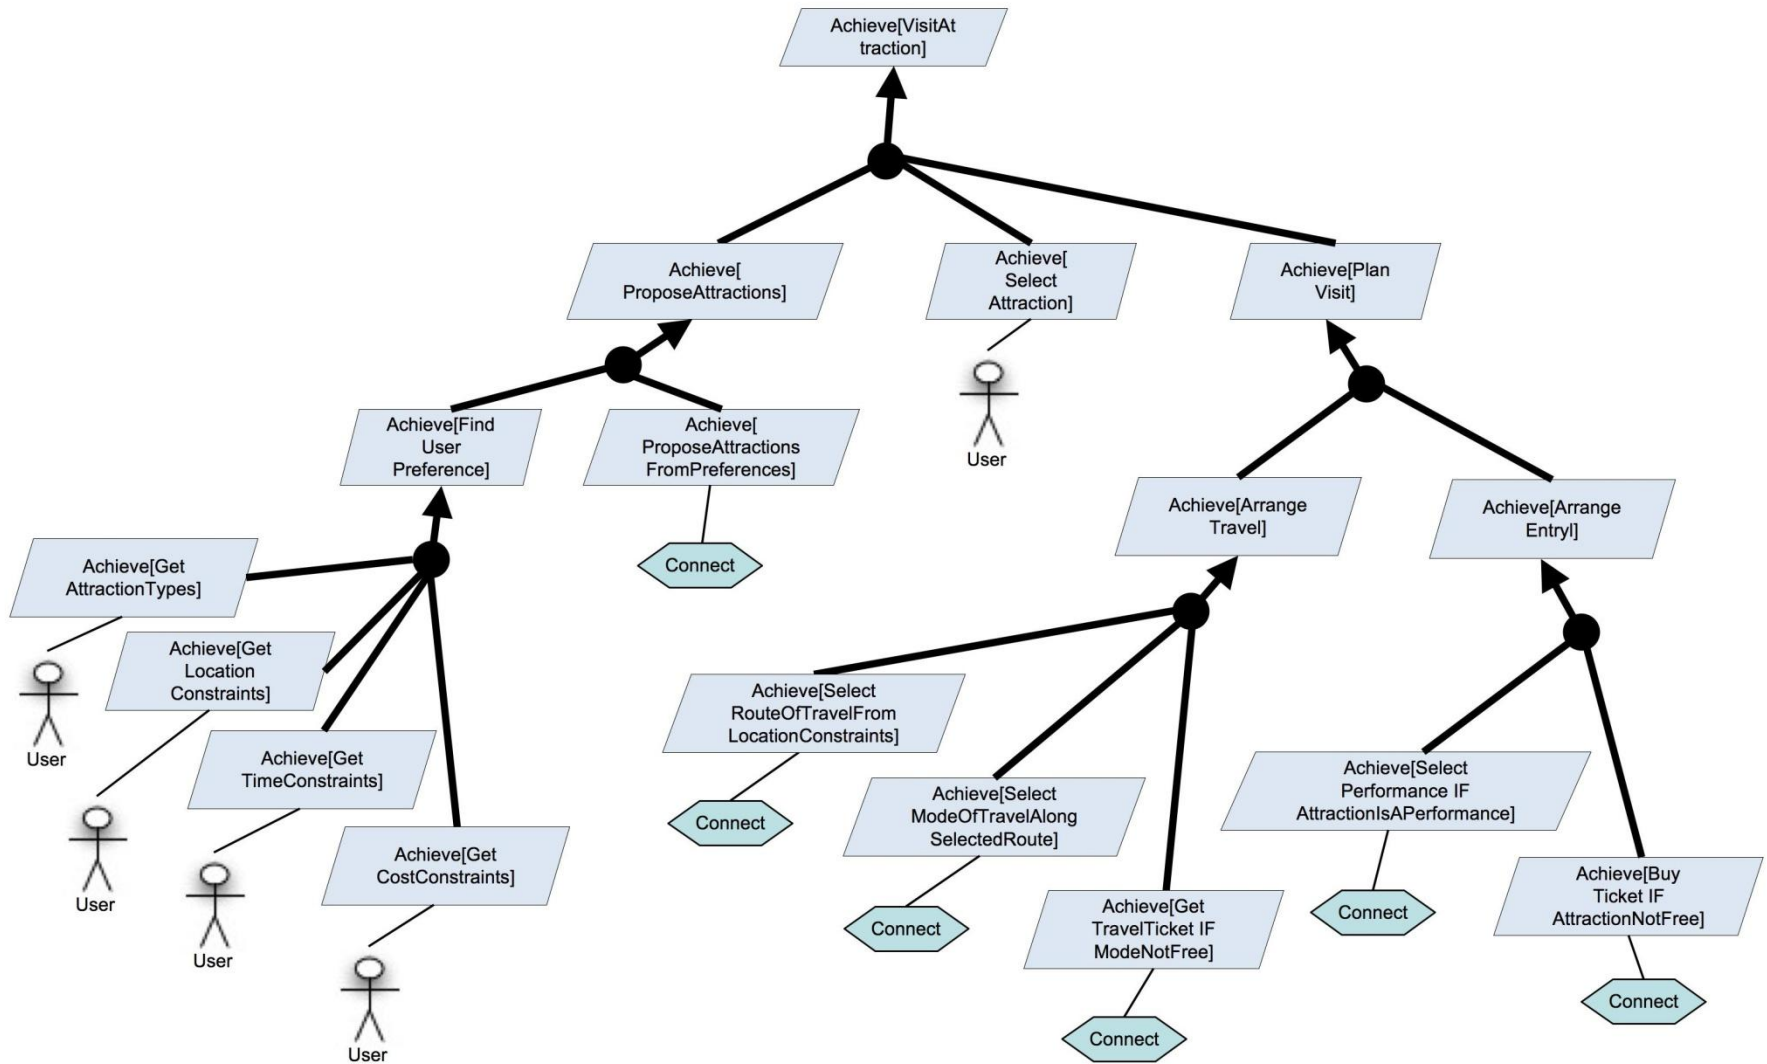 Achieve[VisitAt
traction]
Achieve[
ProposeAttractions]
Achieve[
Select
Attraction]
Achieve[Plan
Visit]
User
Achieve[Find
User
Preference]
Achieve[
ProposeAttractions
FromPreferences]
Connect
Achieve[Arrange
Travel]
Achieve[Arrange
Entryl]
Achieve[Get
AttractionTypes]
User
Achieve[Get
Location
Constraints]
User
Achieve[Get
TimeConstraints]
User
Achieve[Get
CostConstraints]
User
Achieve[Select
RouteOfTravelFrom
LocationConstraints]
Connect
Achieve[Select
ModeOfTravelAlong
SelectedRoute]
Connect
Achieve[Get
TravelTicket IF
ModeNotFree]
Connect
Achieve[Select
Performance IF
AttractionIsAPerformance]
Connect
Achieve[Buy
Ticket IF
AttractionNotFree]
Connect